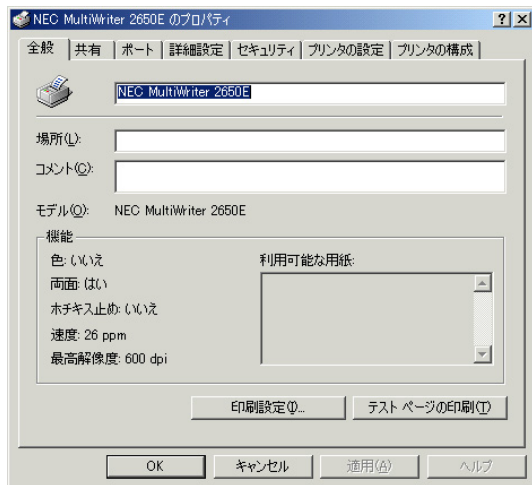 NEC MultiWriter 2650E のプロパティ
全般 共有 ポート 詳細設定 セキュリティ プリンタの設定 プリンタの構成
NEC MultiWriter 2650E
場所(L):
コメント(C):
モデル(O): NEC MultiWriter 2650E
機能
色: いいえ 利用可能な用紙:
両面: はい
ホチキス止め: いいえ
速度: 26 ppm
最高解像度: 600 dpi
印刷設定(I)... テスト ページの印刷(T)
OK キャンセル 適用(A) ヘルプ